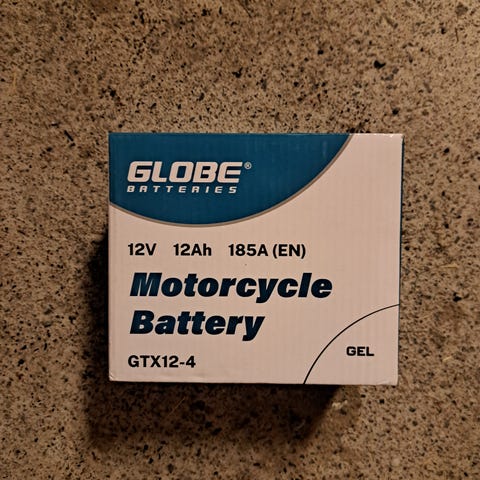 GLOBE®
BATTERIES
12V 12Ah 185A (EN)
Motorcycle
Battery
GTX12-4
GEL